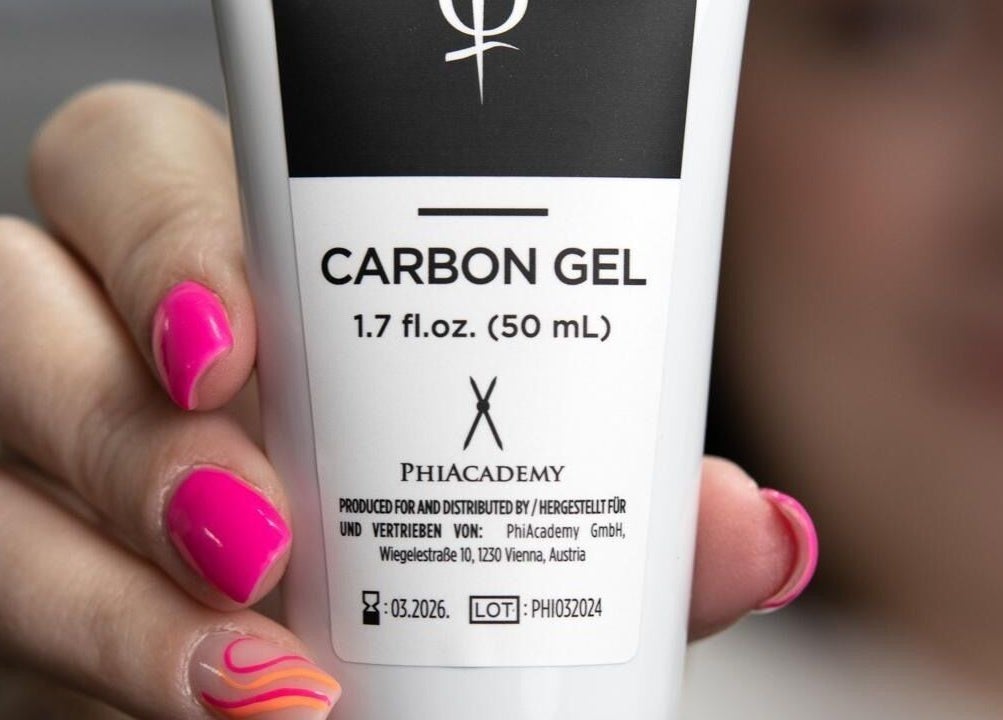 CARBON GEL
1.7 fl.oz. (50 mL)
PHIACADEMY
PRODUCED FOR AND DISTRIBUTED BY / HERGESTELLT FÜR
UND VERTRIEBEN VON: PhiAcademy GmbH,
Wiegelestraße 10, 1230 Vienna, Austria
: 03.2026. LOT : PHI032024